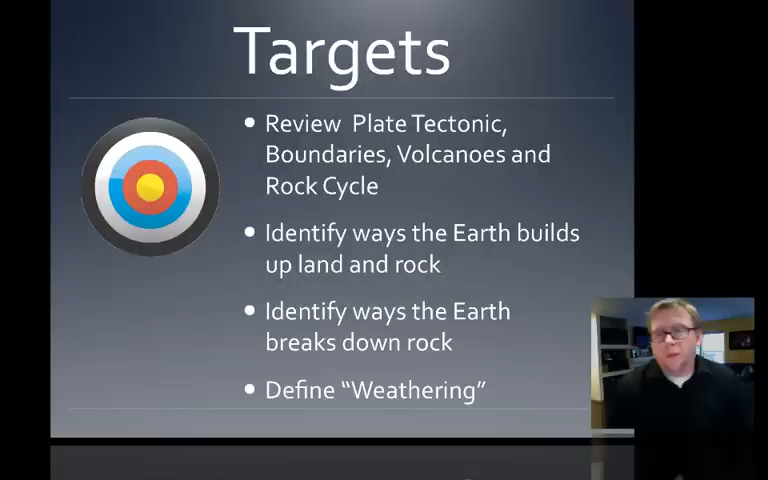 Targets
• Review Plate Tectonic,
Boundaries, Volcanoes and
Rock Cycle
• Identify ways the Earth builds
up land and rock
• Identify ways the Earth
breaks down rock
• Define “Weathering”